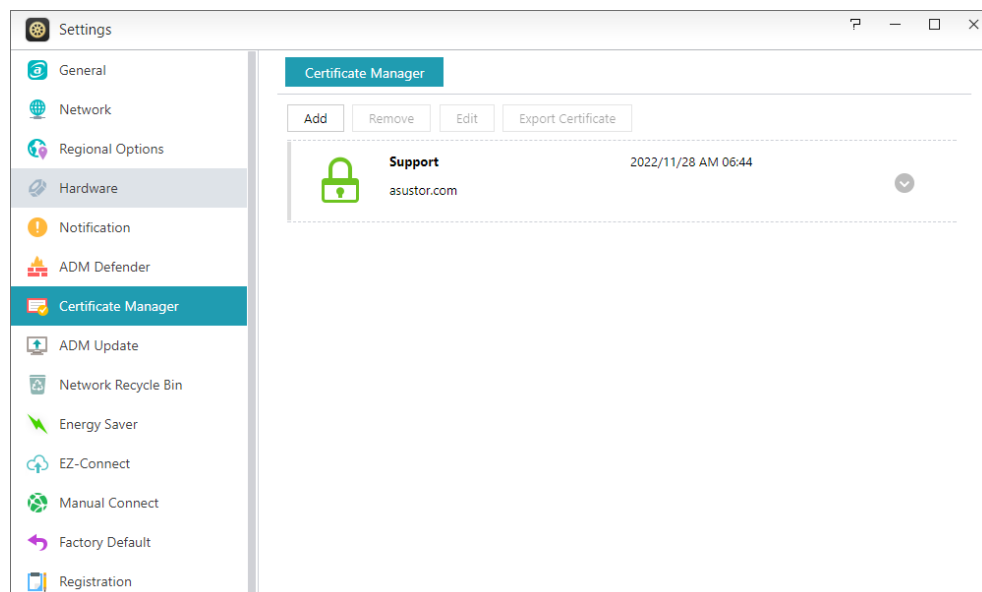 Settings
General
Network
Regional Options
Hardware
Notification
ADM Defender
Certificate Manager
ADM Update
Network Recycle Bin
Energy Saver
EZ-Connect
Manual Connect
Factory Default
Registration
Certificate Manager
Add Remove Edit Export Certificate
Support 2022/11/28 AM 06:44
asustor.com